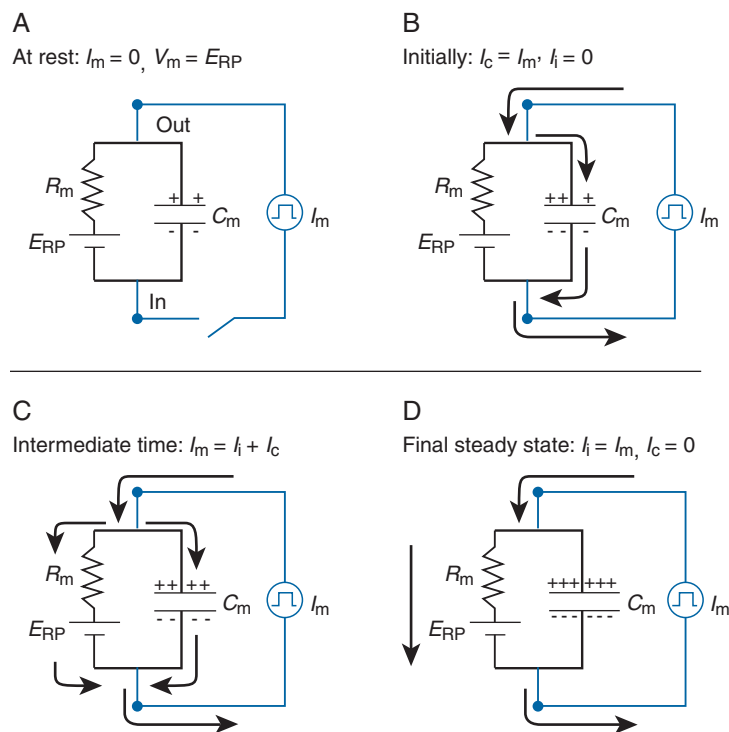 A
At rest: Im = 0, Vm = ERP
Out
Rm
+ +
Cm
Im
ERP
- -
In
B
Initially: Ic = Im, Ii = 0
Rm
++ +
Cm
Im
ERP
- - -
C
Intermediate time: Im = Ii + Ic
Rm
++ ++
Cm
Im
ERP
- - - -
D
Final steady state: Ii = Im, Ic = 0
Rm
+++ +++
Cm
Im
ERP
- - - - - -